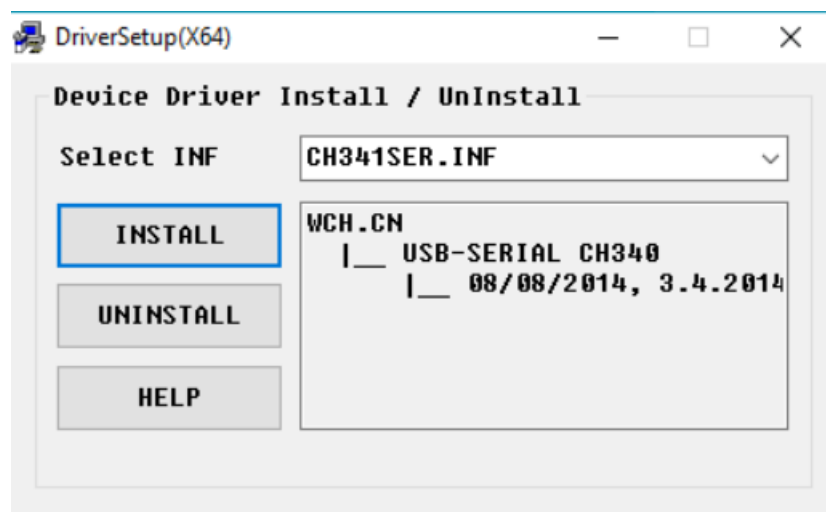 DriverSetup(X64)
Device Driver Install / UnInstall
Select INF
CH341SER.INF
INSTALL
UNINSTALL
HELP
WCH.CN
|__ USB-SERIAL CH340
|__ 08/08/2014, 3.4.2014